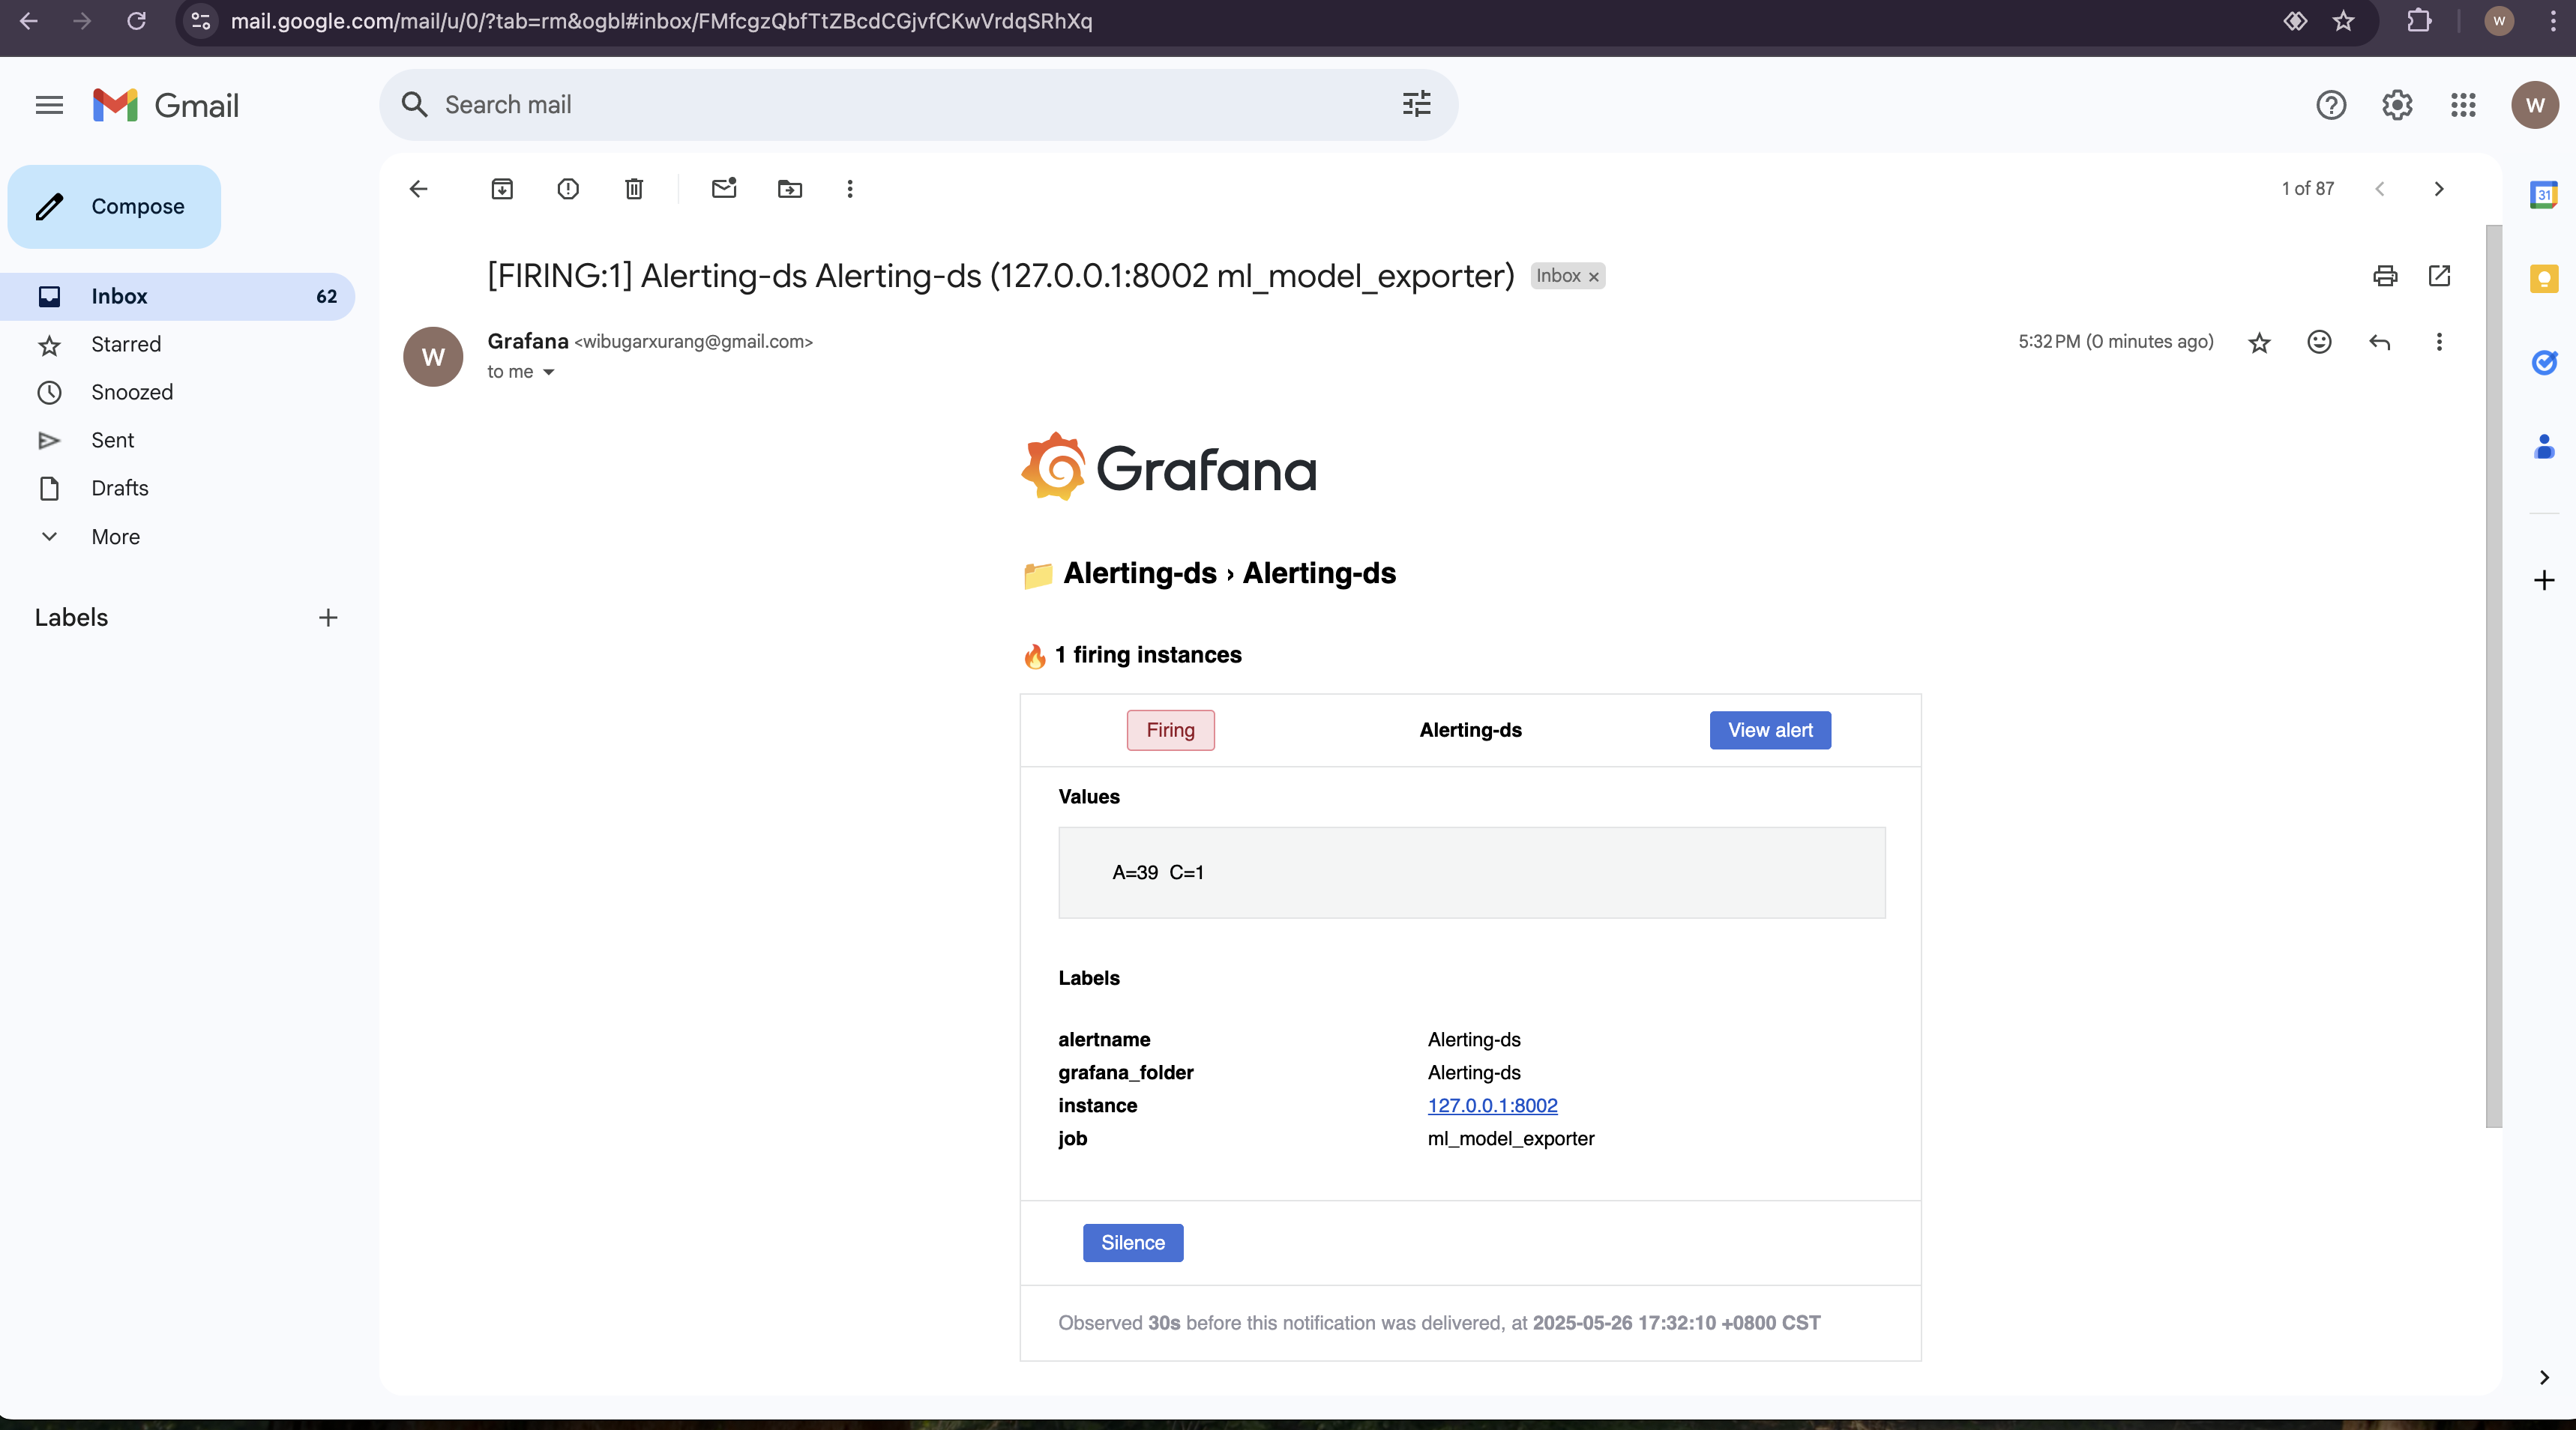 mail.google.com/mail/u/0/?tab=rm&ogbl#inbox/FMfcgzQbfTtZBcdCGjvfCKwVrdqSRhXq
W
Gmail
Search mail
W
Compose
1 of 87
31
[FIRING:1] Alerting-ds Alerting-ds (127.0.0.1:8002 ml_model_exporter)
Inbox ×
Inbox 62
Starred
Snoozed
Sent
Drafts
More
Labels
W
Grafana <wibugarxurang@gmail.com>
5:32 PM (0 minutes ago)
to me
Grafana
Alerting-ds › Alerting-ds
1 firing instances
Firing Alerting-ds View alert
Values
A=39 C=1
Labels
alertname Alerting-ds
grafana_folder Alerting-ds
instance 127.0.0.1:8002
job ml_model_exporter
Silence
Observed 30s before this notification was delivered, at 2025-05-26 17:32:10 +0800 CST